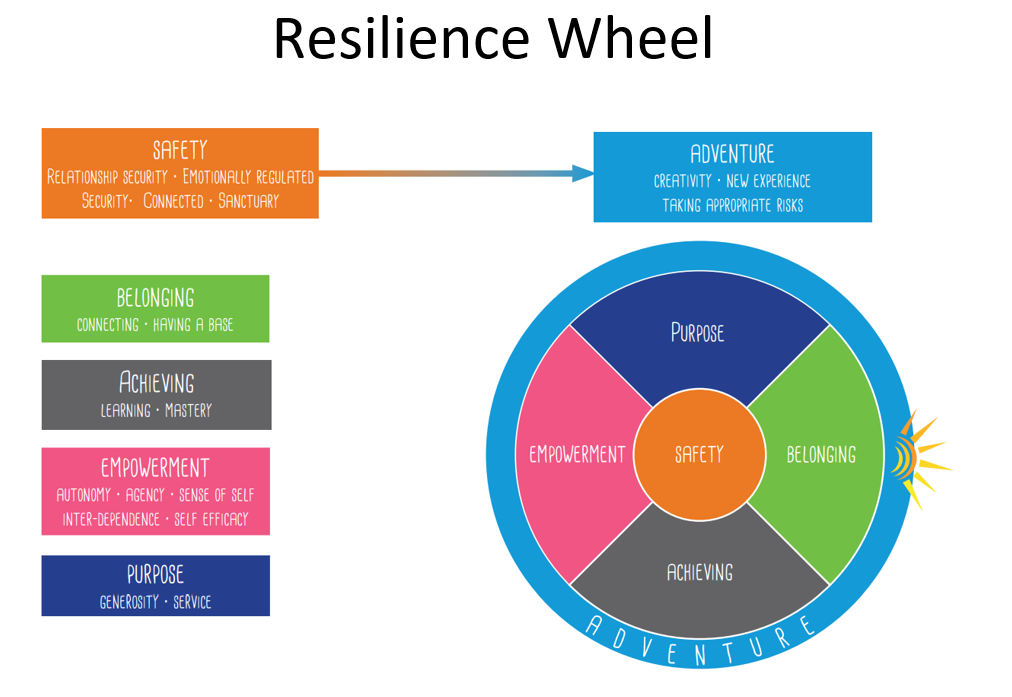 Resilience Wheel
SAFETY
RELATIONSHIP SECURITY · EMOTIONALLY REGULATED
SECURITY· CONNECTED · SANCTUARY
ADVENTURE
CREATIVITY · NEW EXPERIENCE
TAKING APPROPRIATE RISKS
BELONGING
CONNECTING · HAVING A BASE
ACHIEVING
LEARNING · MASTERY
EMPOWERMENT
AUTONOMY · AGENCY · SENSE OF SELF
INTER-DEPENDENCE · SELF EFFICACY
PURPOSE
GENEROSITY · SERVICE
PURPOSE
EMPOWERMENT
SAFETY
BELONGING
ACHIEVING
ADVENTURE